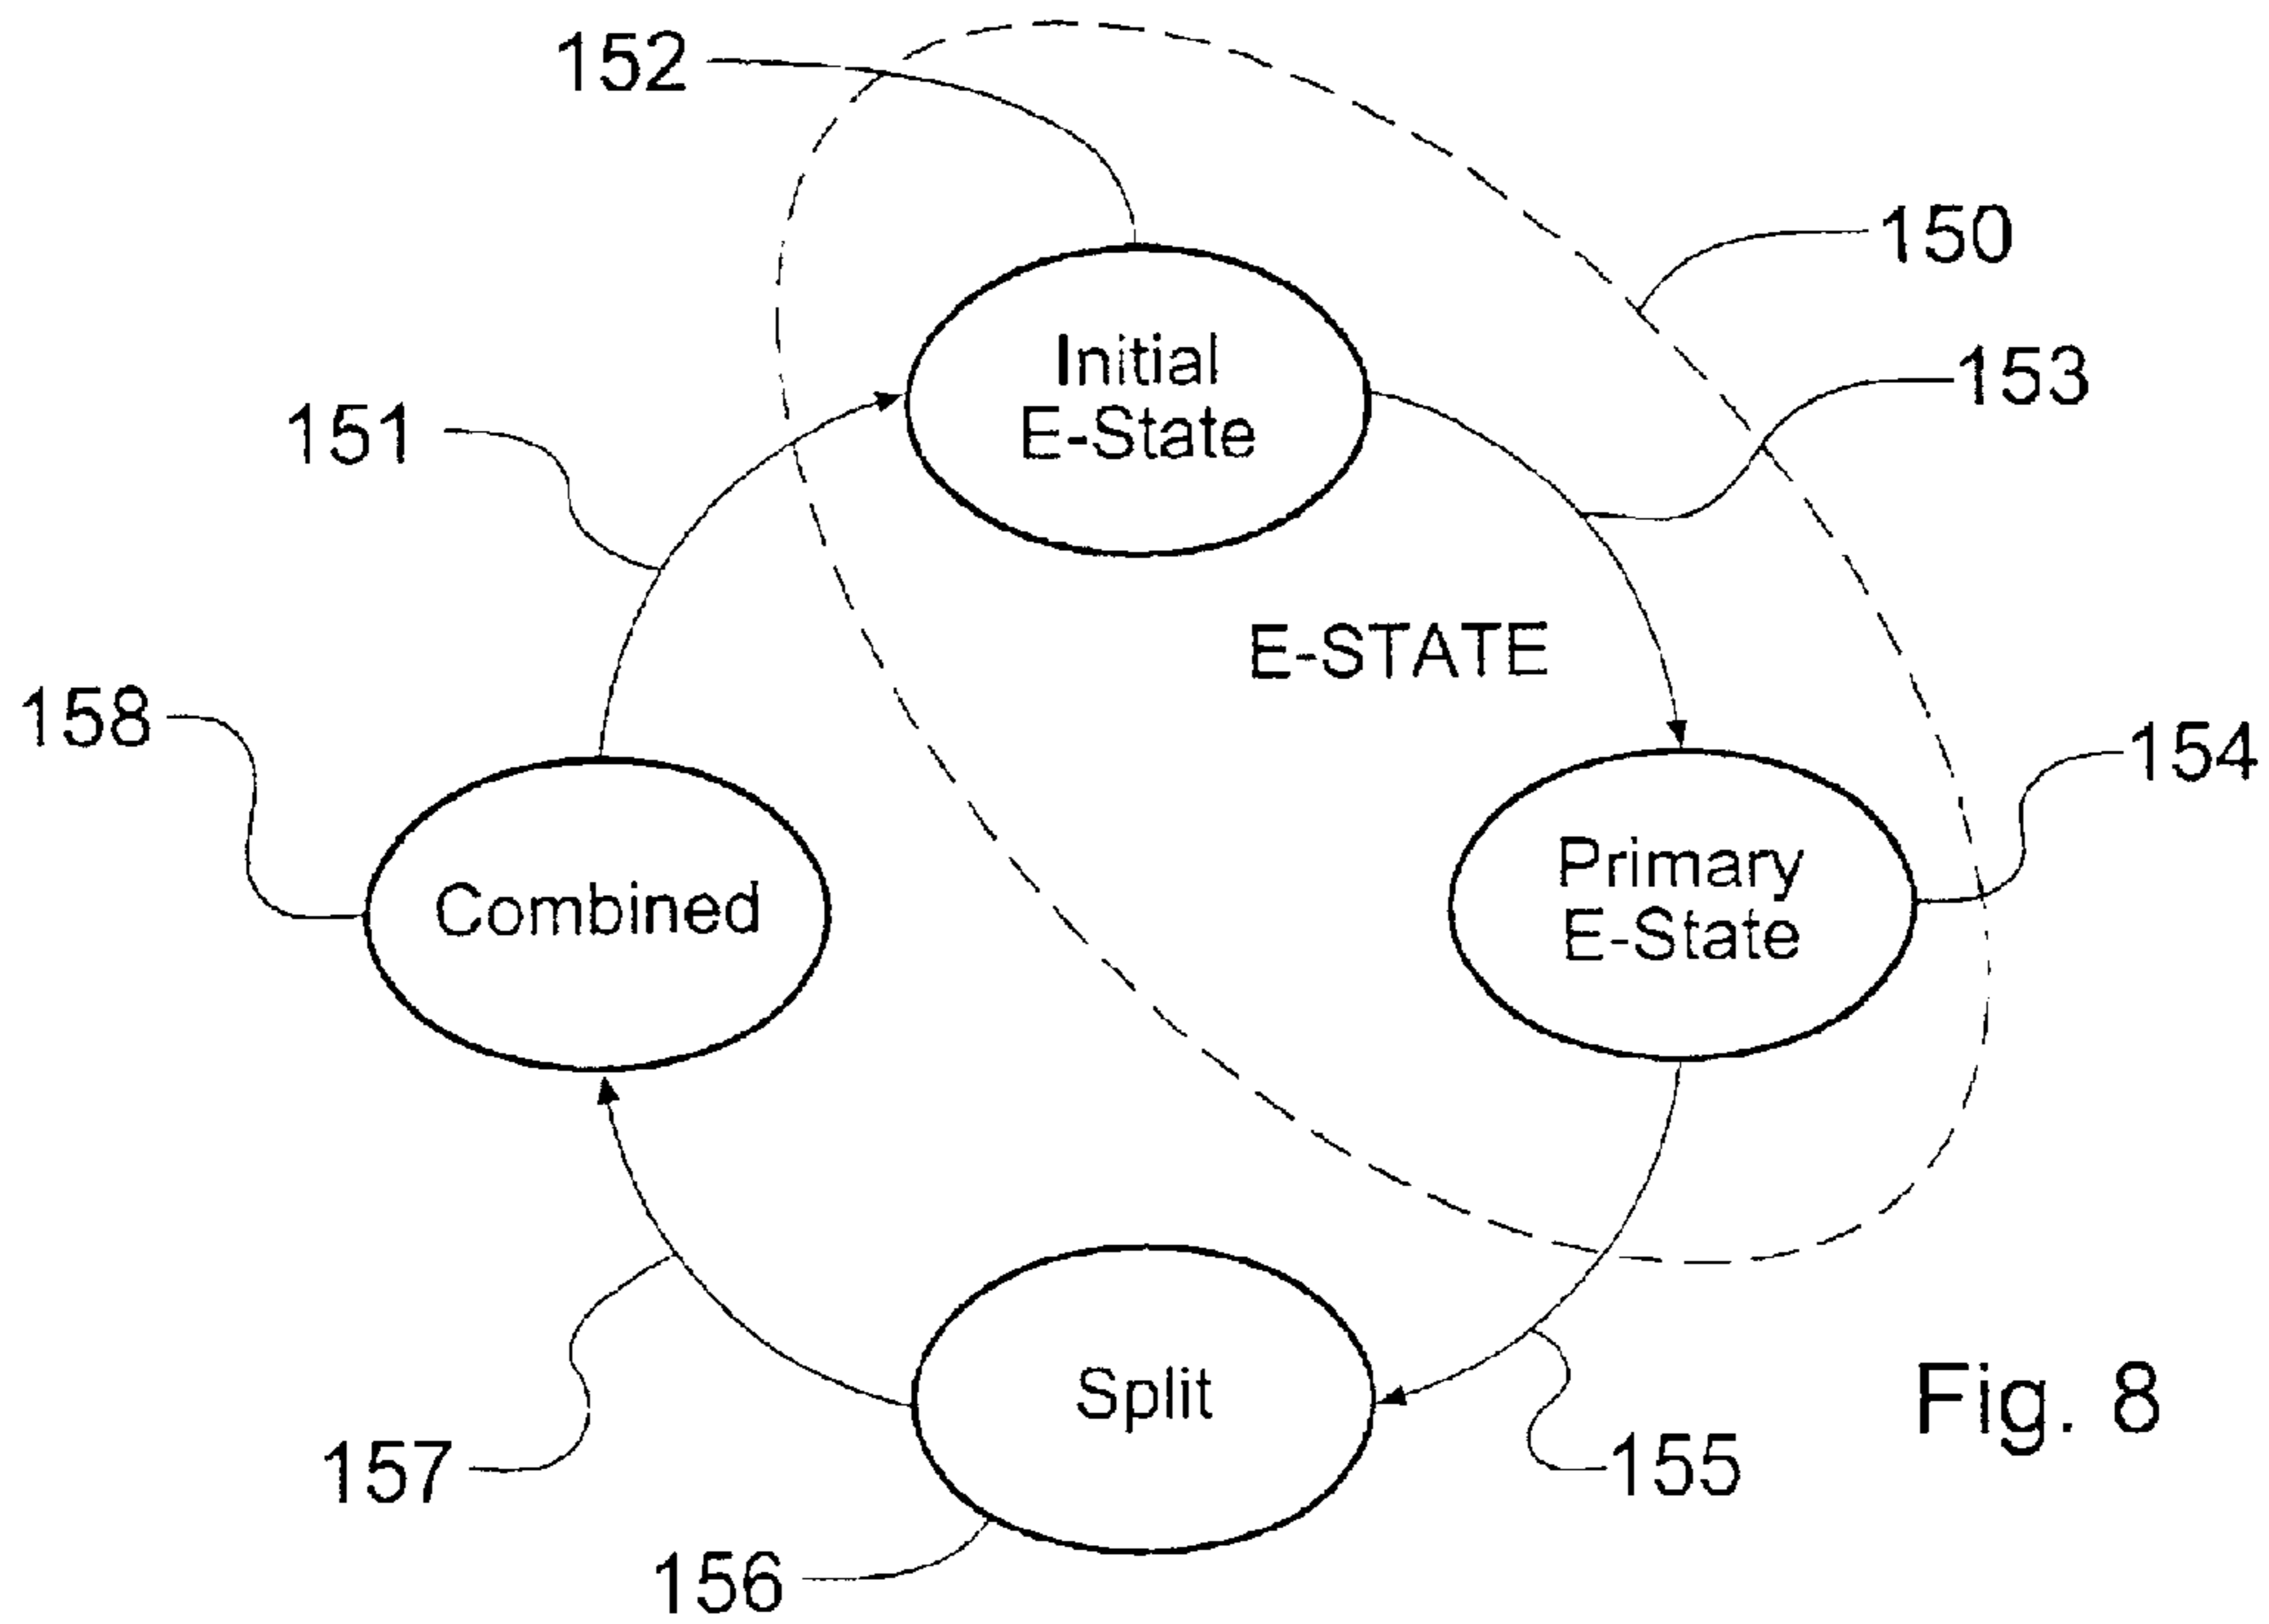 152
150
Initial
E-State
153
151
E-STATE
158
154
Primary
E-State
Combined
Split
Fig. 8
157
155
156